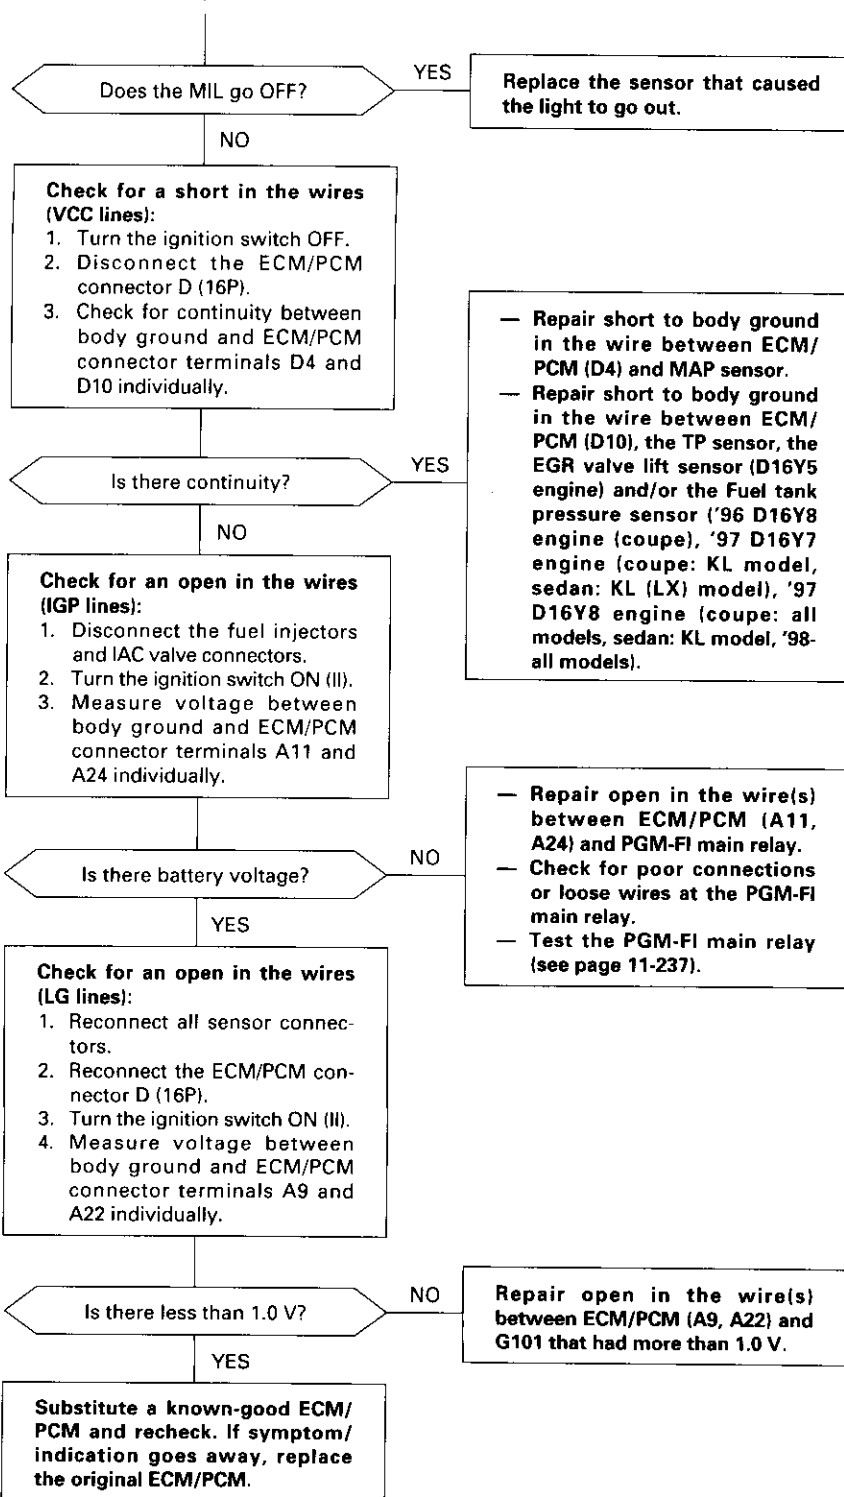 Does the MIL go OFF?
YES
Replace the sensor that caused
the light to go out.
NO
Check for a short in the wires
(VCC lines):
1. Turn the ignition switch OFF.
2. Disconnect the ECM/PCM
connector D (16P).
3. Check for continuity between
body ground and ECM/PCM
connector terminals D4 and
D10 individually.
Is there continuity?
YES
— Repair short to body ground
in the wire between ECM/
PCM (D4) and MAP sensor.
— Repair short to body ground
in the wire between ECM/
PCM (D10), the TP sensor, the
EGR valve lift sensor (D16Y5
engine) and/or the Fuel tank
pressure sensor ('96 D16Y8
engine (coupe), '97 D16Y7
engine (coupe: KL model,
sedan: KL (LX) model), '97
D16Y8 engine (coupe: all
models, sedan: KL model, '98-
all models).
NO
Check for an open in the wires
(IGP lines):
1. Disconnect the fuel injectors
and IAC valve connectors.
2. Turn the ignition switch ON (II).
3. Measure voltage between
body ground and ECM/PCM
connector terminals A11 and
A24 individually.
Is there battery voltage?
NO
— Repair open in the wire(s)
between ECM/PCM (A11,
A24) and PGM-FI main relay.
— Check for poor connections
or loose wires at the PGM-FI
main relay.
— Test the PGM-FI main relay
(see page 11-237).
YES
Check for an open in the wires
(LG lines):
1. Reconnect all sensor connec-
tors.
2. Reconnect the ECM/PCM con-
nector D (16P).
3. Turn the ignition switch ON (II).
4. Measure voltage between
body ground and ECM/PCM
connector terminals A9 and
A22 individually.
Is there less than 1.0 V?
NO
Repair open in the wire(s)
between ECM/PCM (A9, A22) and
G101 that had more than 1.0 V.
YES
Substitute a known-good ECM/
PCM and recheck. If symptom/
indication goes away, replace
the original ECM/PCM.